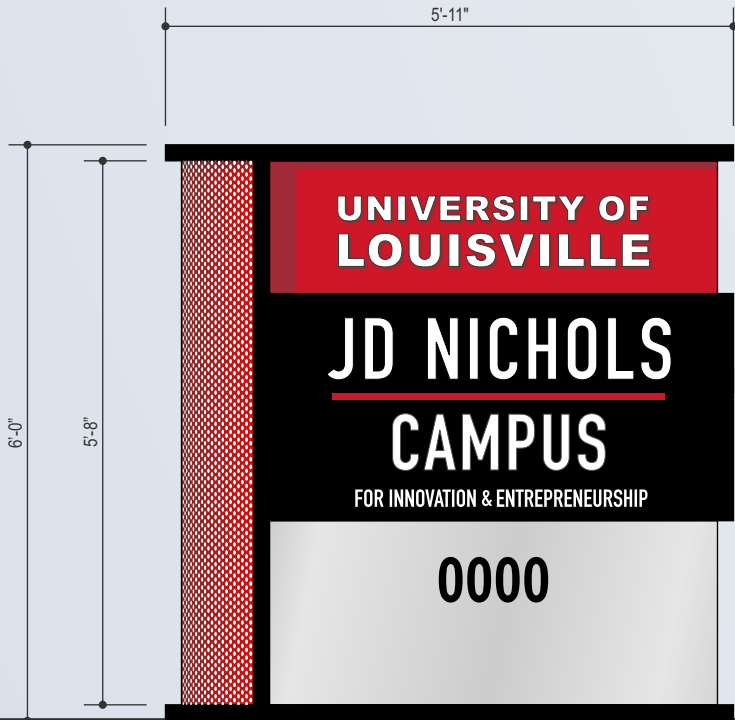 5'-11"
UNIVERSITY OF
LOUISVILLE
JD NICHOLS
CAMPUS
FOR INNOVATION & ENTREPRENEURSHIP
0000
6'-0"
5'-8"